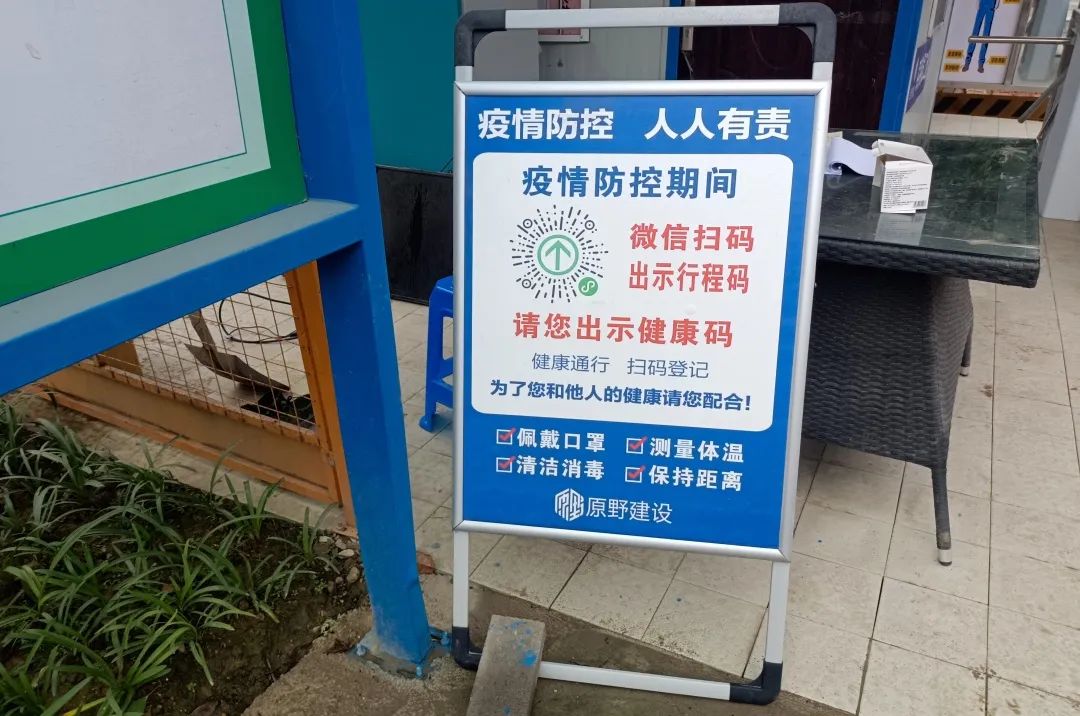 疫情防控 人人有责
疫情防控期间
微信扫码
出示行程码
请您出示健康码
健康通行 扫码登记
为了您和他人的健康请您配合！
佩戴口罩 测量体温
清洁消毒 保持距离
原野建设